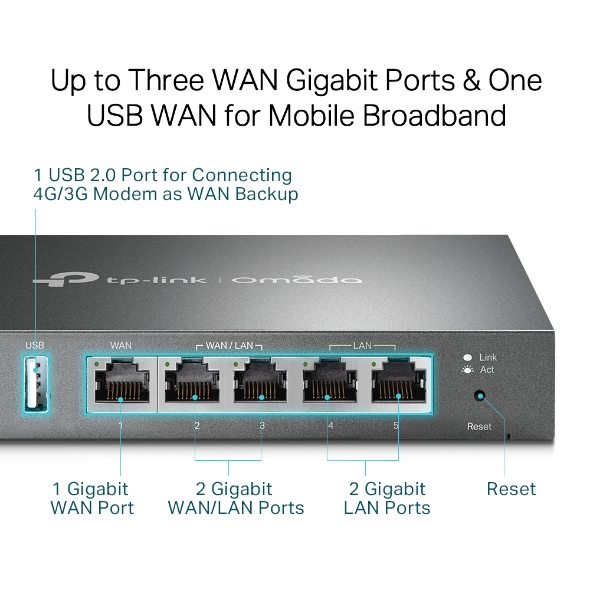 Up to Three WAN Gigabit Ports & One
USB WAN for Mobile Broadband
1 USB 2.0 Port for Connecting
4G/3G Modem as WAN Backup
tp-link | Omada
USB
WAN
WAN/LAN
LAN
Link
Act
1
2
3
4
5
Reset
1 Gigabit
WAN Port
2 Gigabit
WAN/LAN Ports
2 Gigabit
LAN Ports
Reset